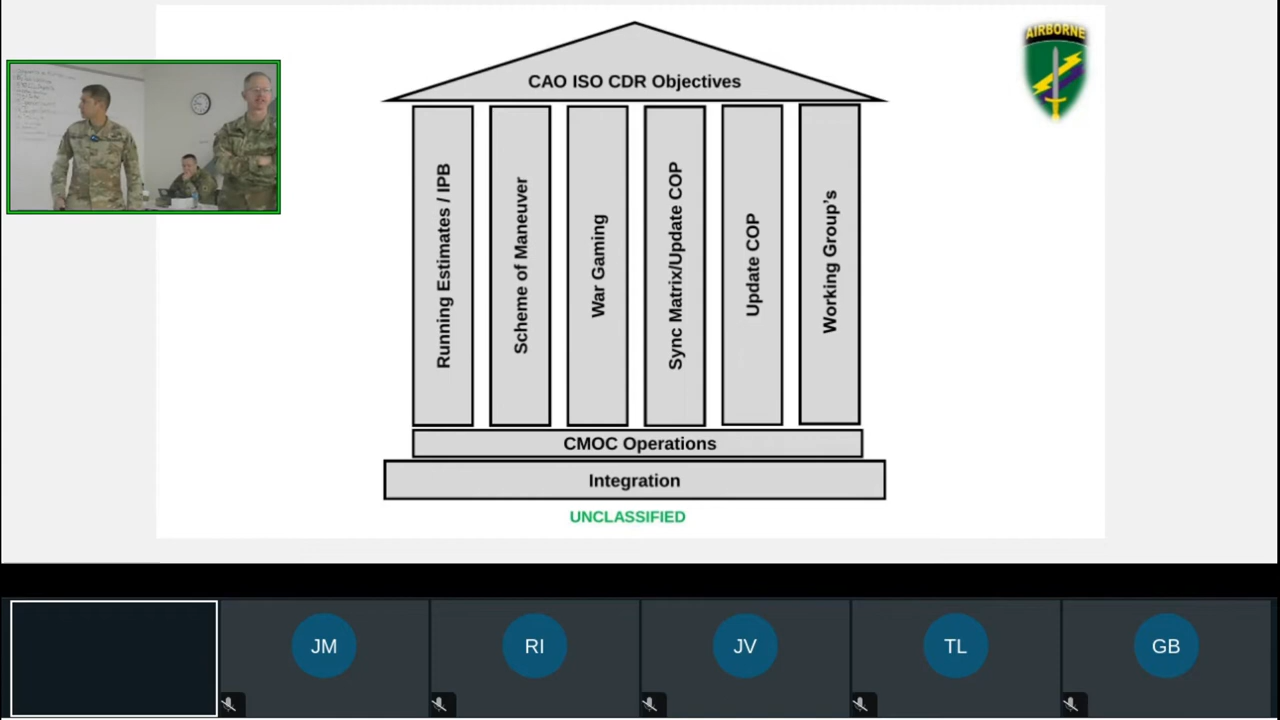 AIRBORNE
CAO ISO CDR Objectives
Running Estimates / IPB
Scheme of Maneuver
War Gaming
Sync Matrix/Update COP
Update COP
Working Group's
CMOC Operations
Integration
UNCLASSIFIED
JM
RI
JV
TL
GB